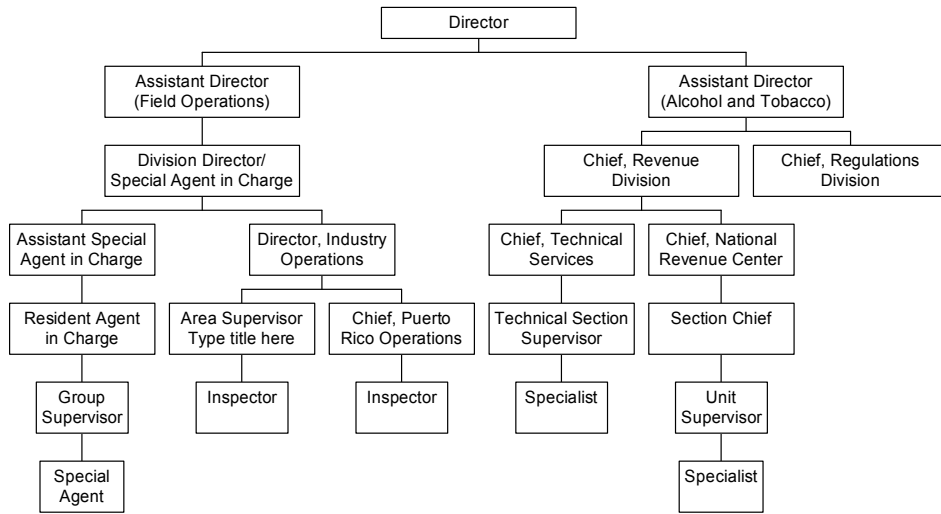 Director
Assistant Director
(Field Operations)
Assistant Director
(Alcohol and Tobacco)
Division Director/
Special Agent in Charge
Chief, Revenue
Division
Chief, Regulations
Division
Assistant Special
Agent in Charge
Director, Industry
Operations
Chief, Technical
Services
Chief, National
Revenue Center
Resident Agent
in Charge
Area Supervisor
Type title here
Chief, Puerto
Rico Operations
Technical Section
Supervisor
Section Chief
Group
Supervisor
Inspector
Inspector
Specialist
Unit
Supervisor
Special
Agent
Specialist